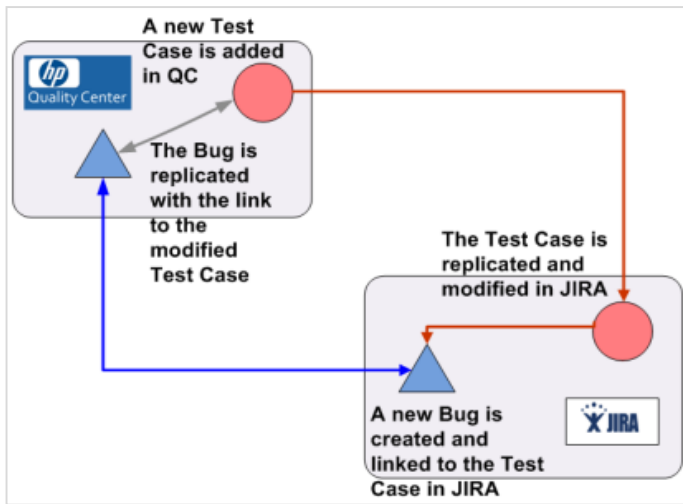 A new Test
Case is added
in QC
hp
Quality Center
The Bug is
replicated
with the link
to the
modified
Test Case
The Test Case is
replicated and
modified in JIRA
A new Bug is
created and
linked to the Test
Case in JIRA
JIRA